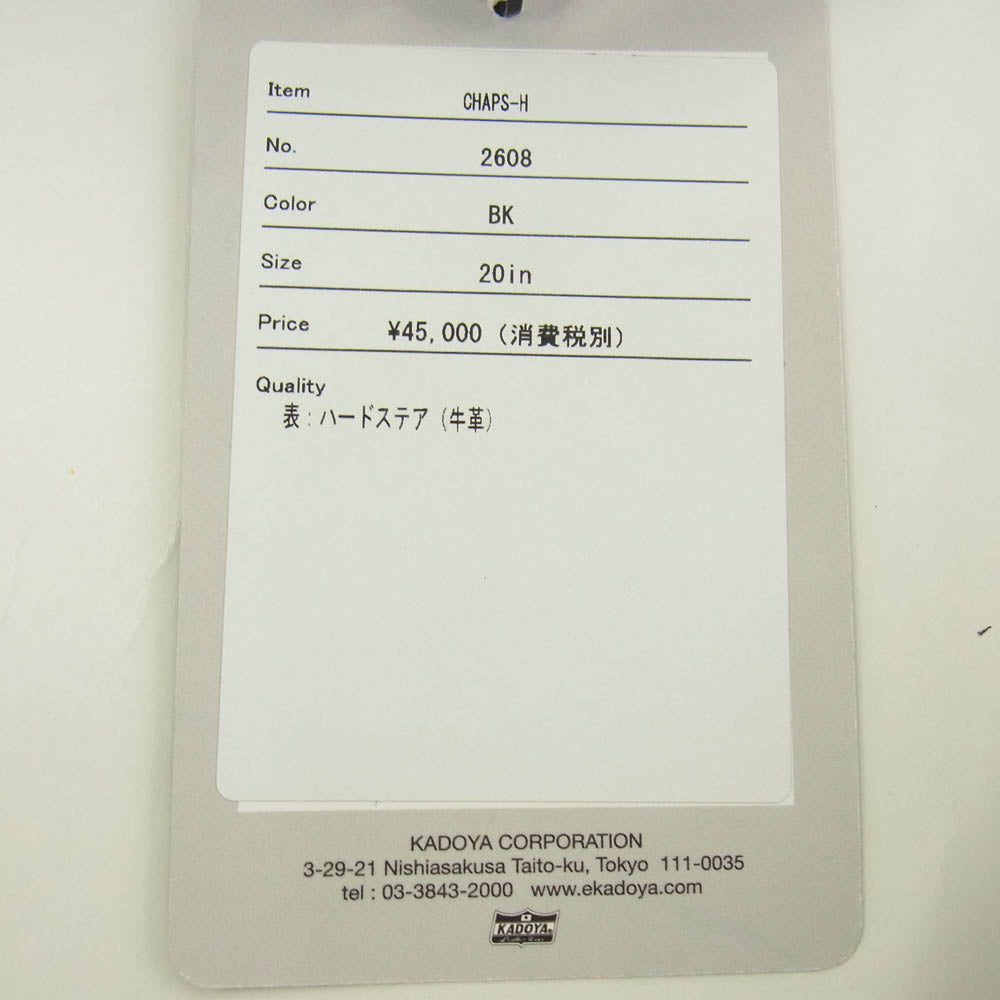 Item CHAPS-H
No. 2608
Color BK
Size 20in
Price ¥45,000 (消費税別)
Quality
表:ハードステア(牛革)
KADOYA CORPORATION
3-29-21 Nishiasakusa Taito-ku, Tokyo 111-0035
tel : 03-3843-2000 www.ekadoya.com
KADOYA